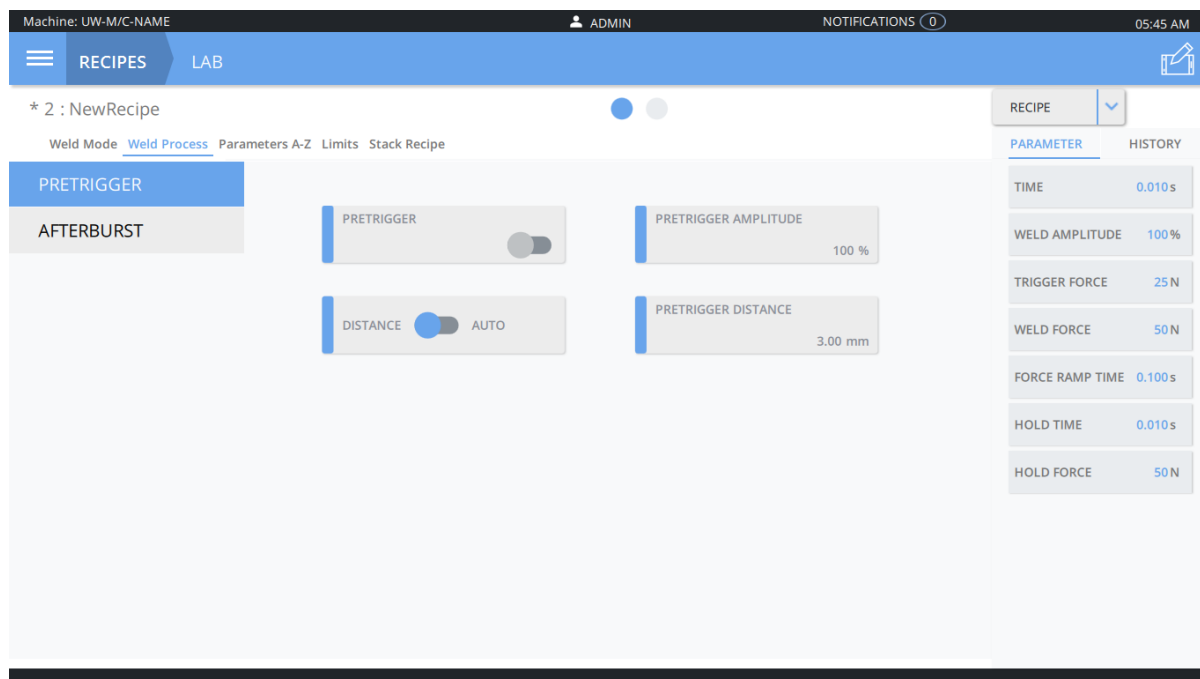 Machine: UW-M/C-NAME ADMIN NOTIFICATIONS 0 05:45 AM
RECIPES LAB
* 2 : NewRecipe
RECIPE
Weld Mode Weld Process Parameters A-Z Limits Stack Recipe
PARAMETER HISTORY
PRETRIGGER
AFTERBURST
PRETRIGGER
PRETRIGGER AMPLITUDE
100 %
DISTANCE AUTO
PRETRIGGER DISTANCE
3.00 mm
TIME 0.010 s
WELD AMPLITUDE 100 %
TRIGGER FORCE 25 N
WELD FORCE 50 N
FORCE RAMP TIME 0.100 s
HOLD TIME 0.010 s
HOLD FORCE 50 N